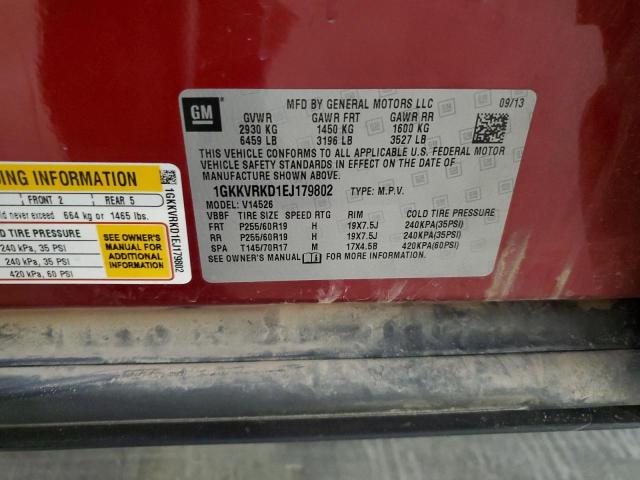 GM
MFD BY GENERAL MOTORS LLC 09/13
GVWR GAWR FRT GAWR RR
2930 KG 1450 KG 1600 KG
6459 LB 3196 LB 3527 LB
THIS VEHICLE CONFORMS TO ALL APPLICABLE U.S. FEDERAL MOTOR
VEHICLE SAFETY STANDARDS IN EFFECT ON THE DATE OF
MANUFACTURE SHOWN ABOVE.
1GKKVRKD1EJ179802 TYPE: M.P.V.
MODEL: V14526
VBBF TIRE SIZE SPEED RTG RIM COLD TIRE PRESSURE
FRT P255/60R19 H 19X7.5J 240KPA(35PSI)
RR P255/60R19 H 19X7.5J 240KPA(35PSI)
SPA T145/70R17 M 17X4.5B 420KPA(60PSI)
SEE OWNER'S MANUAL FOR MORE INFORMATION.
ING INFORMATION
FRONT 2 REAR 5
ld never exceed 664 kg or 1465 lbs.
D TIRE PRESSURE
240 kPa, 35 PSI
240 kPa, 35 PSI
420 kPa, 60 PSI
SEE OWNER'S
MANUAL FOR
ADDITIONAL
INFORMATION
1GKKVRKD1EJ179802